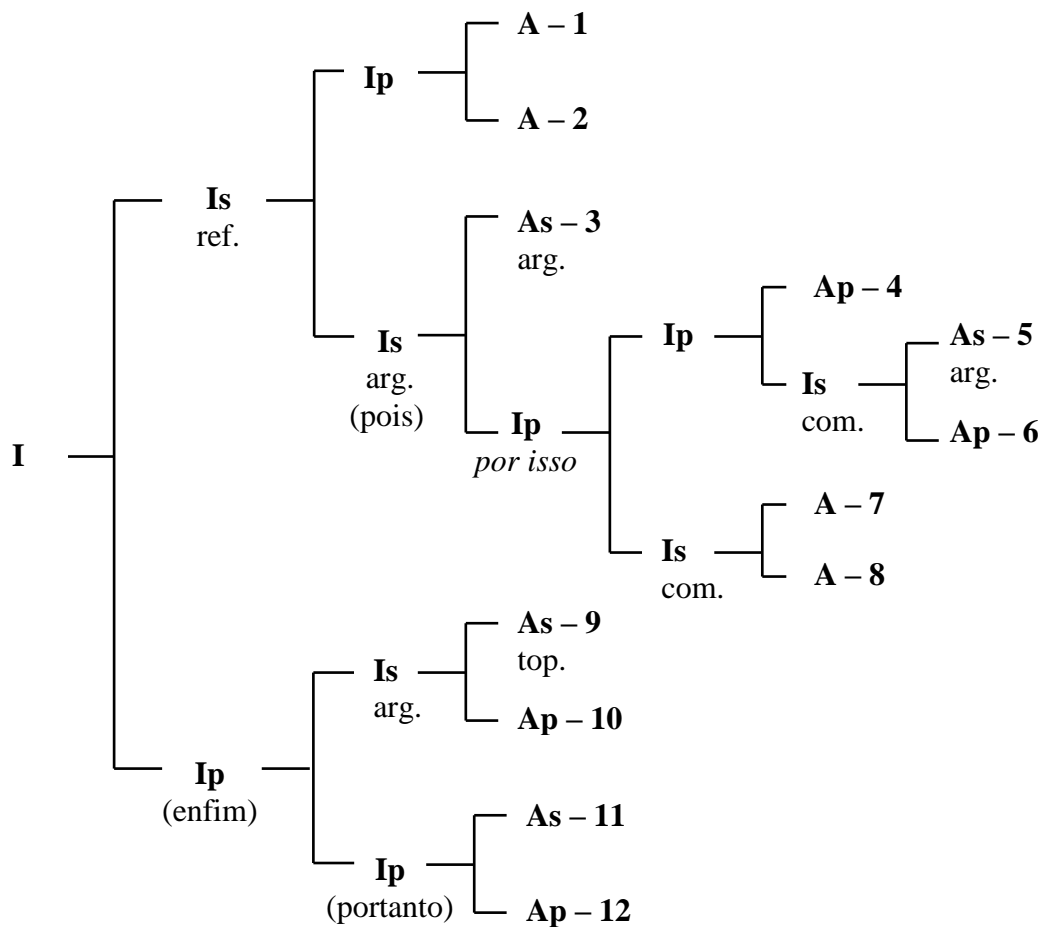 A – 1
Ip
A – 2
Is
ref.
As – 3
arg.
Ap – 4
Is
arg.
(pois)
Ip
As – 5
arg.
Is
com.
Ip
por isso
Ap – 6
I
A – 7
Is
com.
A – 8
As – 9
top.
Is
arg.
Ap – 10
Ip
(enfim)
As – 11
Ip
(portanto)
Ap – 12